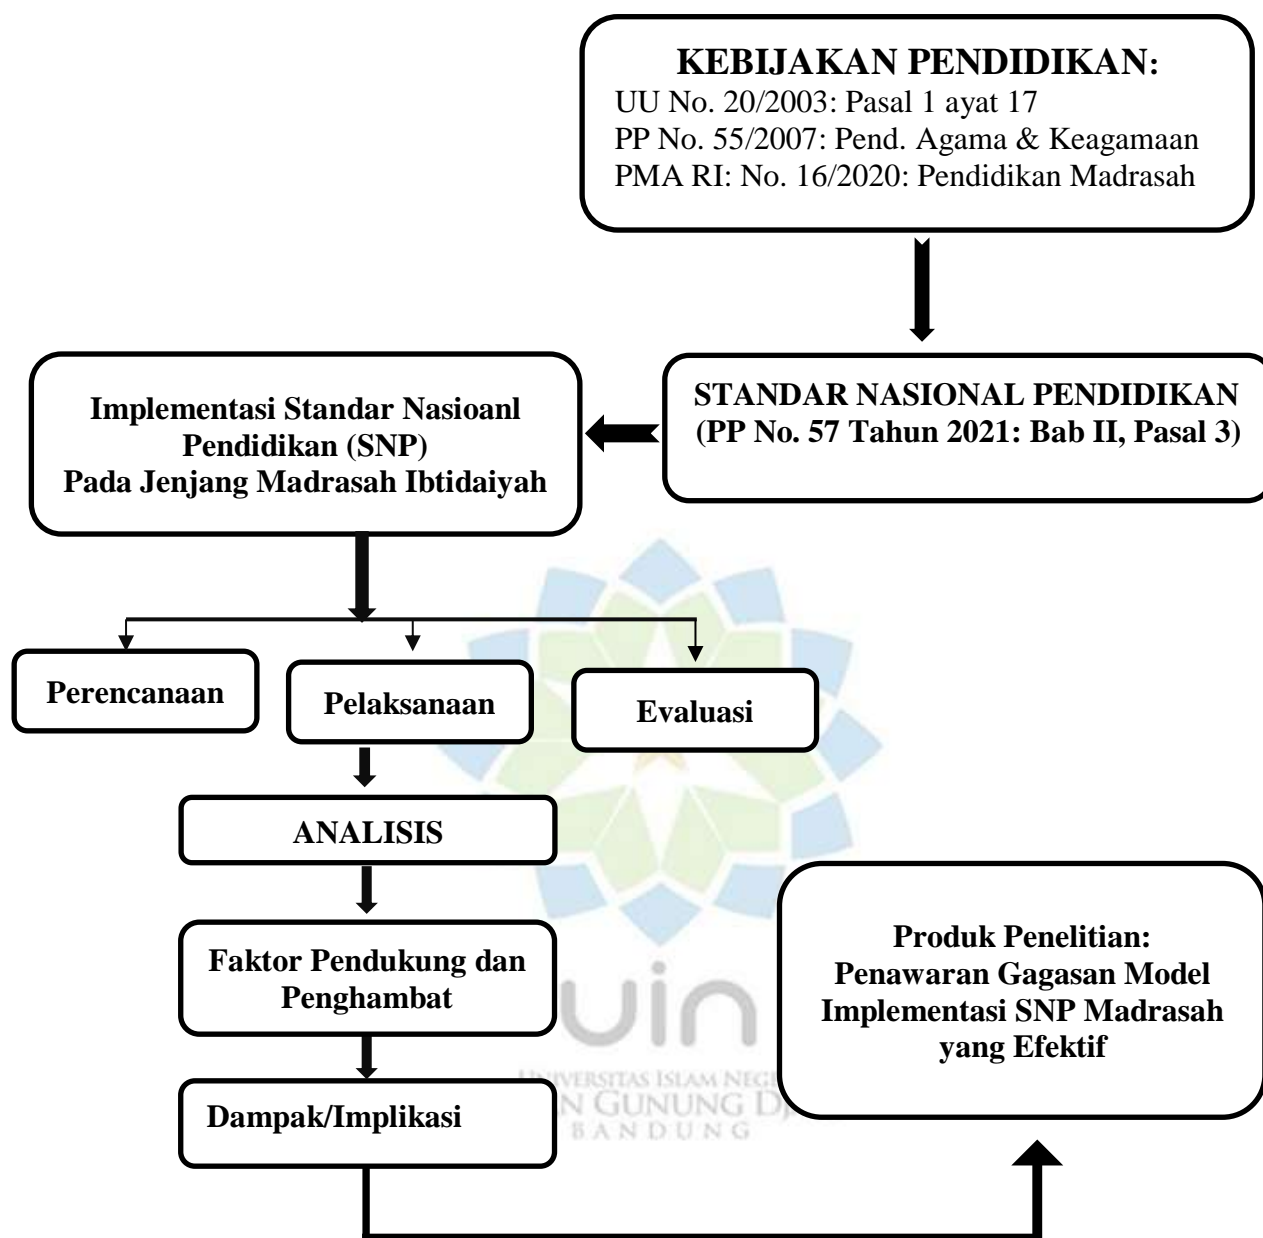 KEBIJAKAN PENDIDIKAN:
UU No. 20/2003: Pasal 1 ayat 17
PP No. 55/2007: Pend. Agama & Keagamaan
PMA RI: No. 16/2020: Pendidikan Madrasah
STANDAR NASIONAL PENDIDIKAN
(PP No. 57 Tahun 2021: Bab II, Pasal 3)
Implementasi Standar Nasioanl
Pendidikan (SNP)
Pada Jenjang Madrasah Ibtidaiyah
Perencanaan
Pelaksanaan
Evaluasi
ANALISIS
Faktor Pendukung dan
Penghambat
Dampak/Implikasi
Produk Penelitian:
Penawaran Gagasan Model
Implementasi SNP Madrasah
yang Efektif
uin
UNIVERSITAS ISLAM NEGE
N GUNUNG DJ
BANDUNG